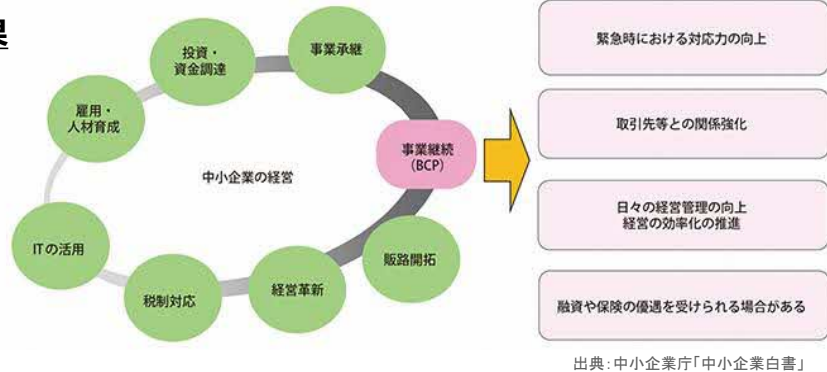 果
投資・
資金調達
事業承継
雇用・
人材育成
事業継続
(BCP)
中小企業の経営
ITの活用
販路開拓
税制対応
経営革新
緊急時における対応力の向上
取引先等との関係強化
日々の経営管理の向上
経営の効率化の推進
融資や保険の優遇を受けられる場合がある
出典:中小企業庁「中小企業白書」